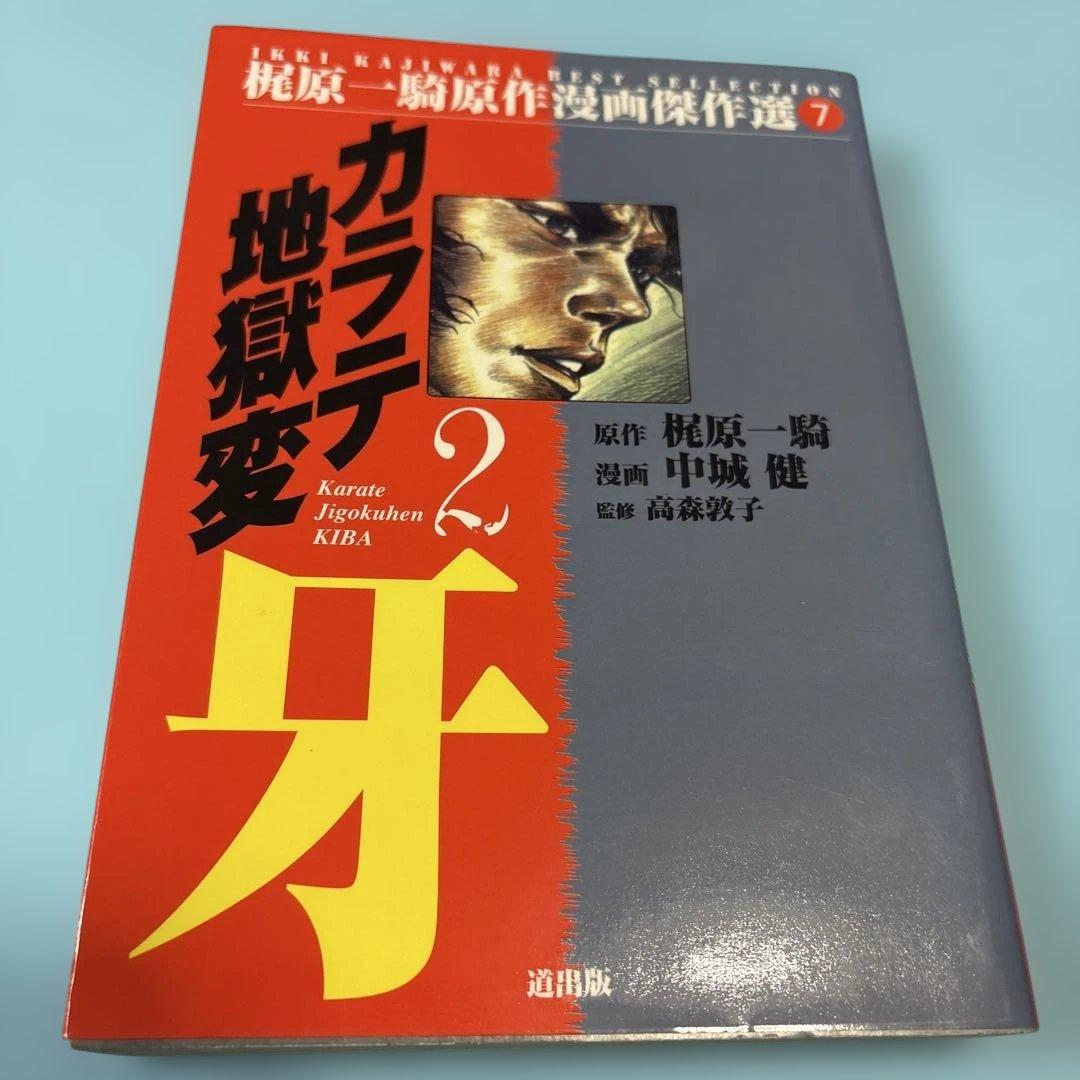 IKKI KAJIWARA BEST SELLECTION
梶原一騎原作漫画傑作選 7
カラテ
地獄変
牙
2
Karate
Jigokuhen
KIBA
原作 梶原一騎
漫画 中城 健
監修 高森敦子
道出版